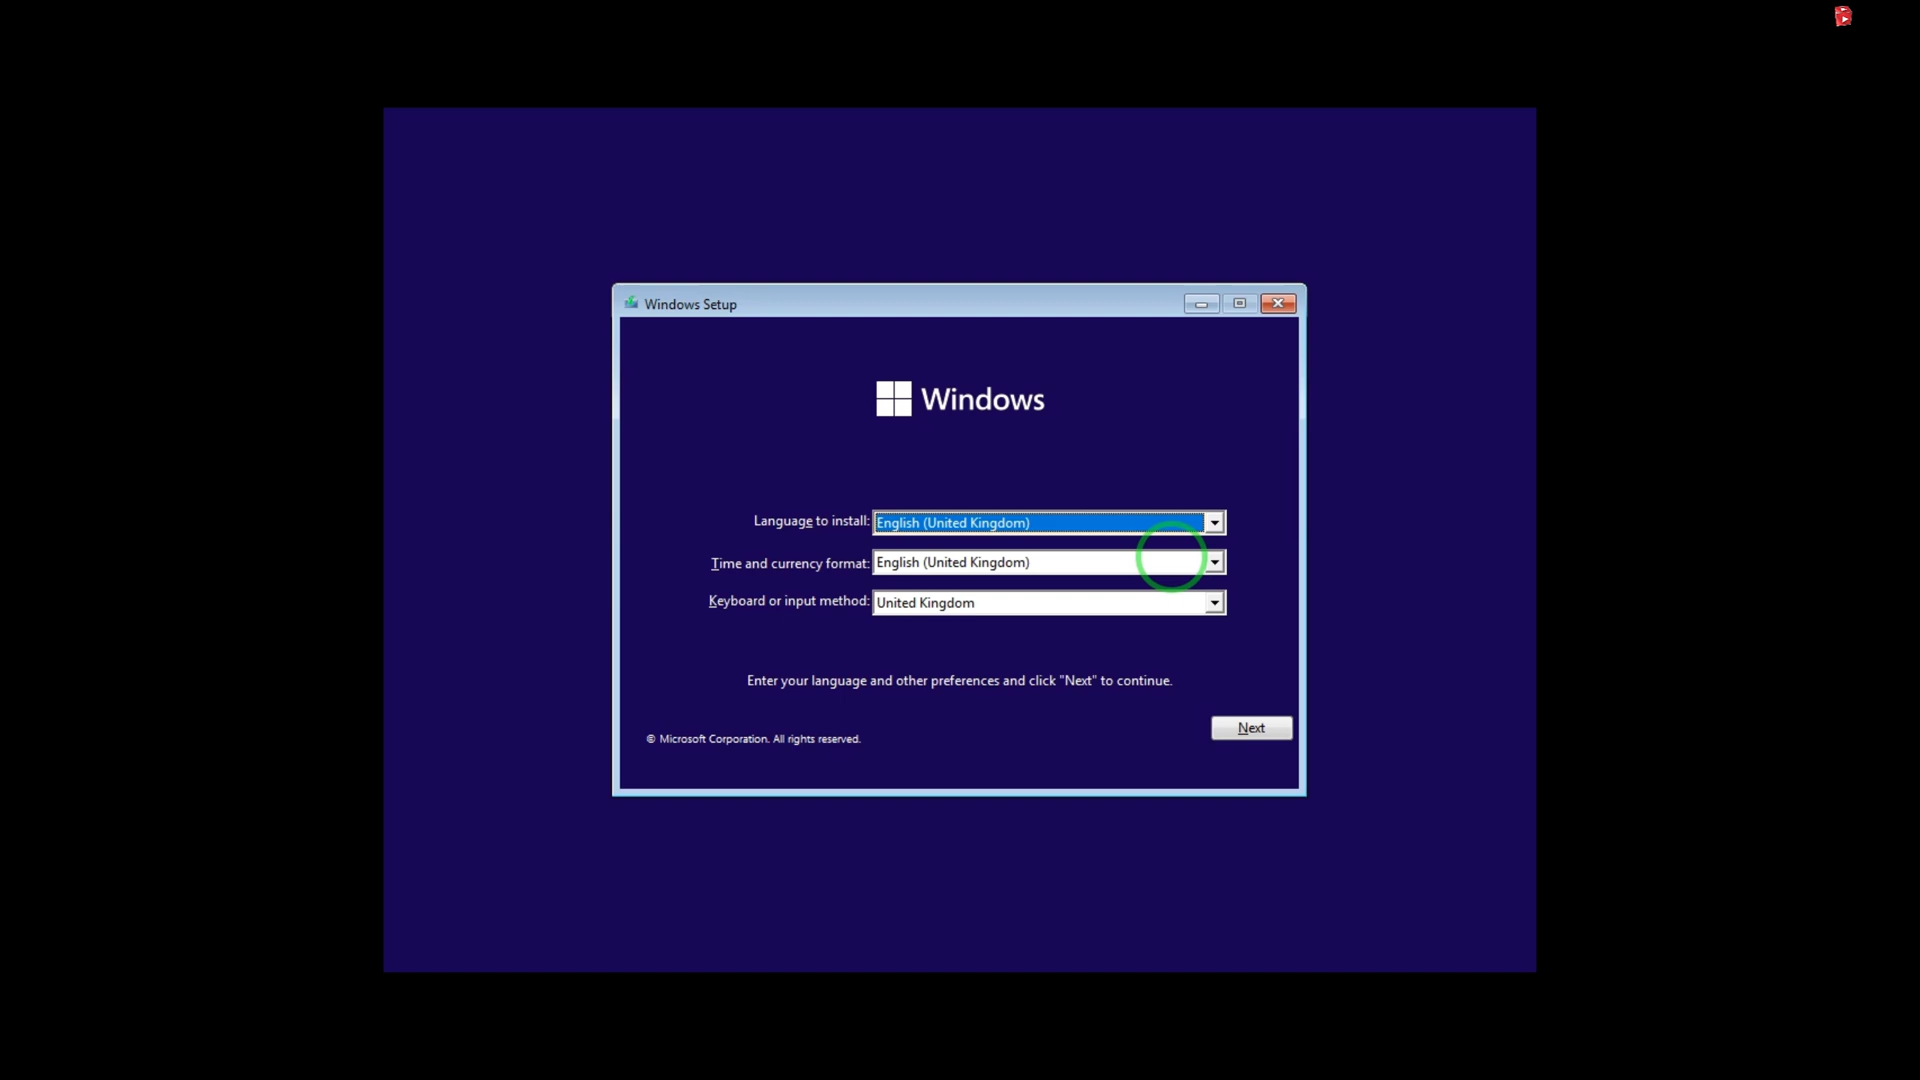 Windows Setup
Windows
Language to install: English (United Kingdom)
Time and currency format: English (United Kingdom)
Keyboard or input method: United Kingdom
Enter your language and other preferences and click "Next" to continue.
Next
© Microsoft Corporation. All rights reserved.